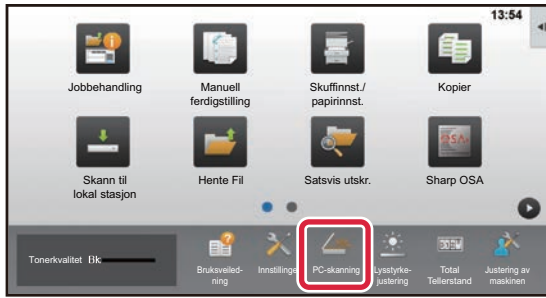 13:54
Jobbehandling
Manuell
ferdigstilling
Skuffinnst./
papirinnst.
Kopier
Skann til
lokal stasjon
Hente Fil
Satsvis utskr.
Sharp OSA
Tonerkvalitet Bk
Bruksveiled-
ning
Innstillinger
PC-skanning
Lysstyrke-
justering
Total
Tellerstand
Justering av
maskinen